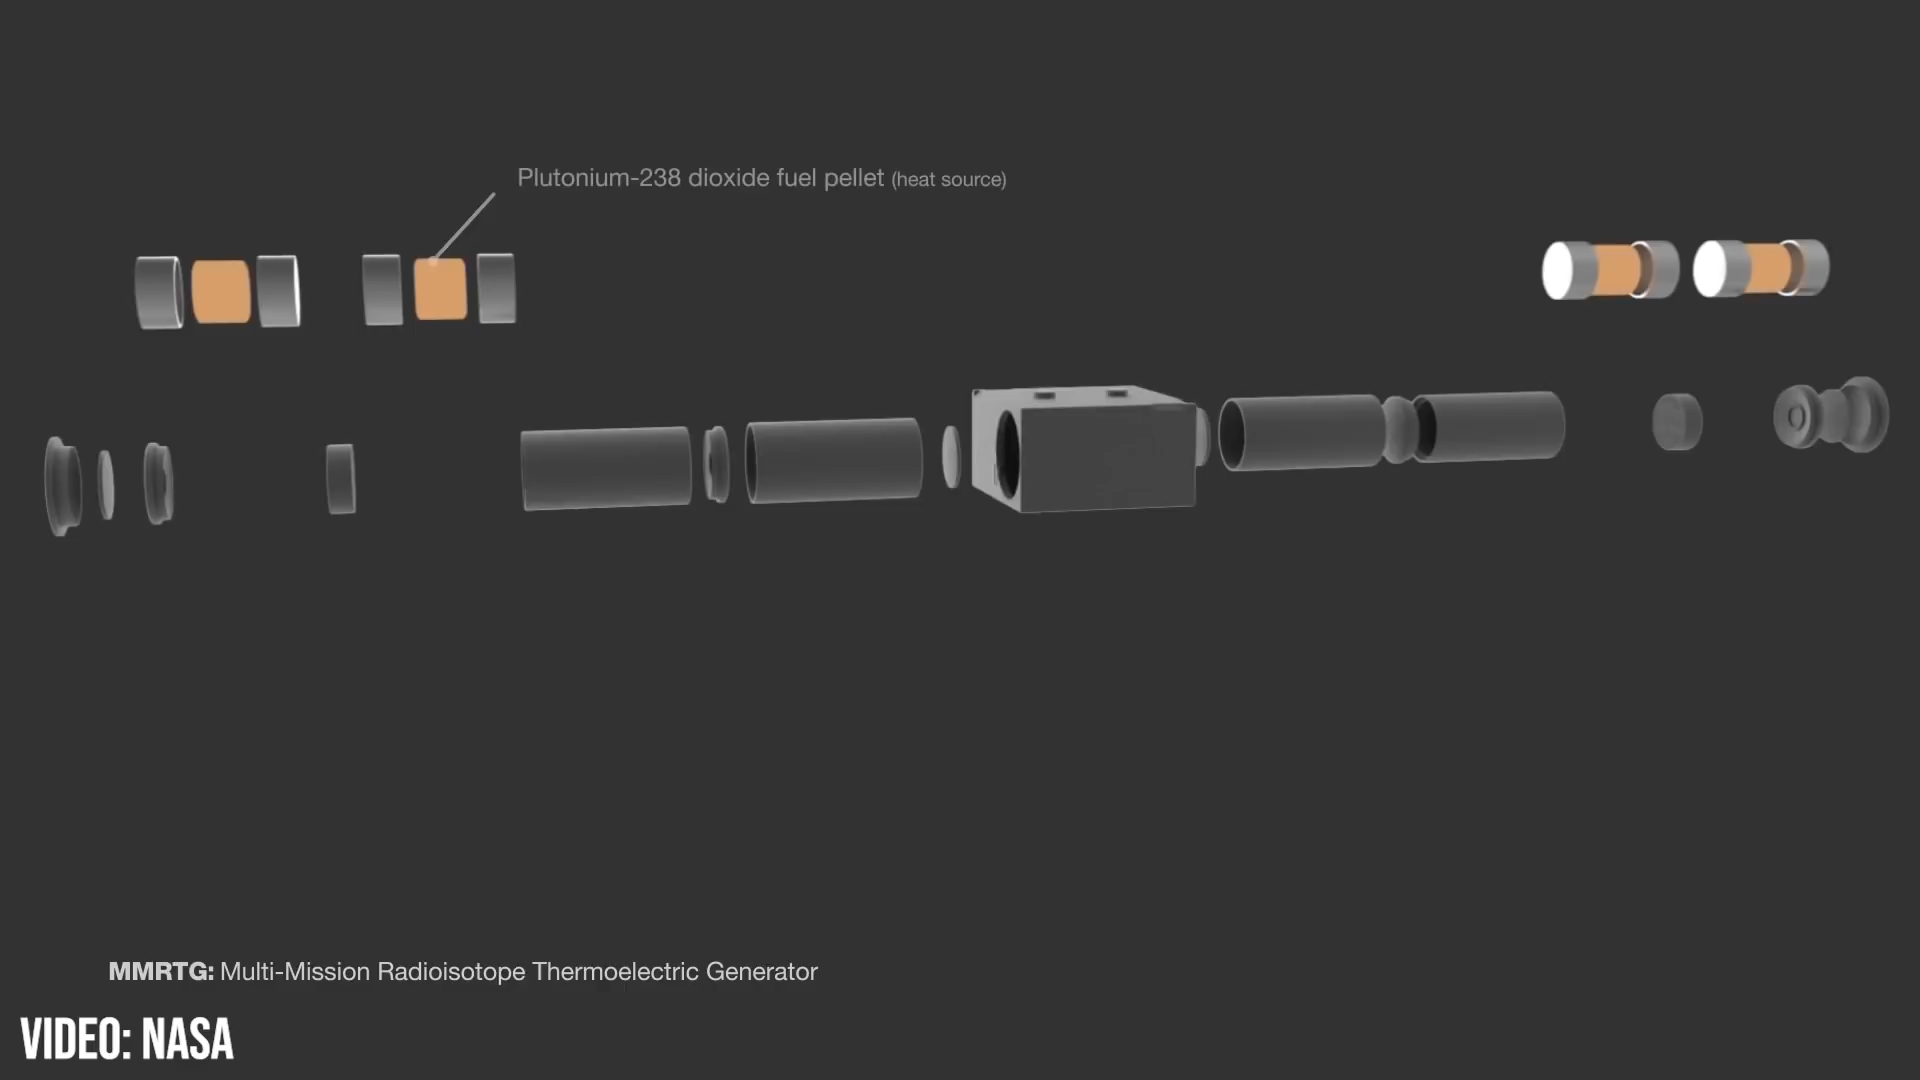 Plutonium-238 dioxide fuel pellet (heat source)
MMRTG: Multi-Mission Radioisotope Thermoelectric Generator
VIDEO: NASA